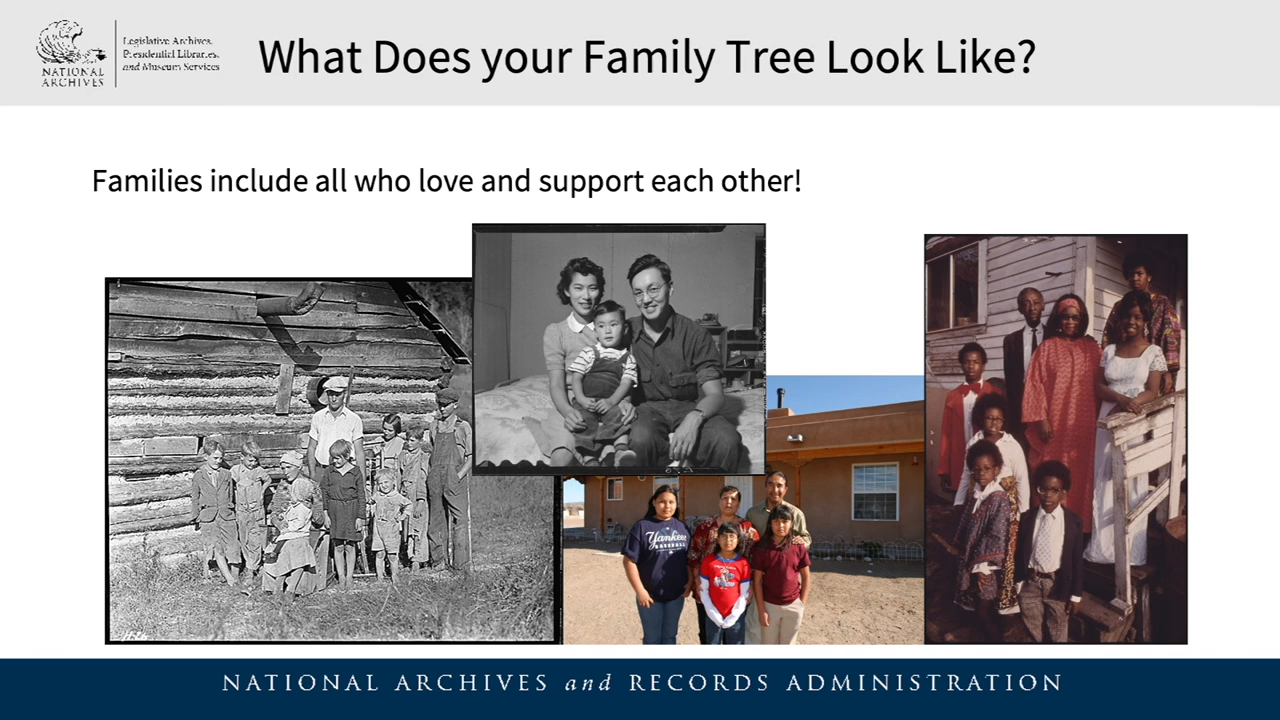 Legislative Archives,
Presidential Libraries,
and Museum Services
NATIONAL
ARCHIVES
What Does your Family Tree Look Like?
Families include all who love and support each other!
Yankees
BASEBALL
NATIONAL ARCHIVES and RECORDS ADMINISTRATION